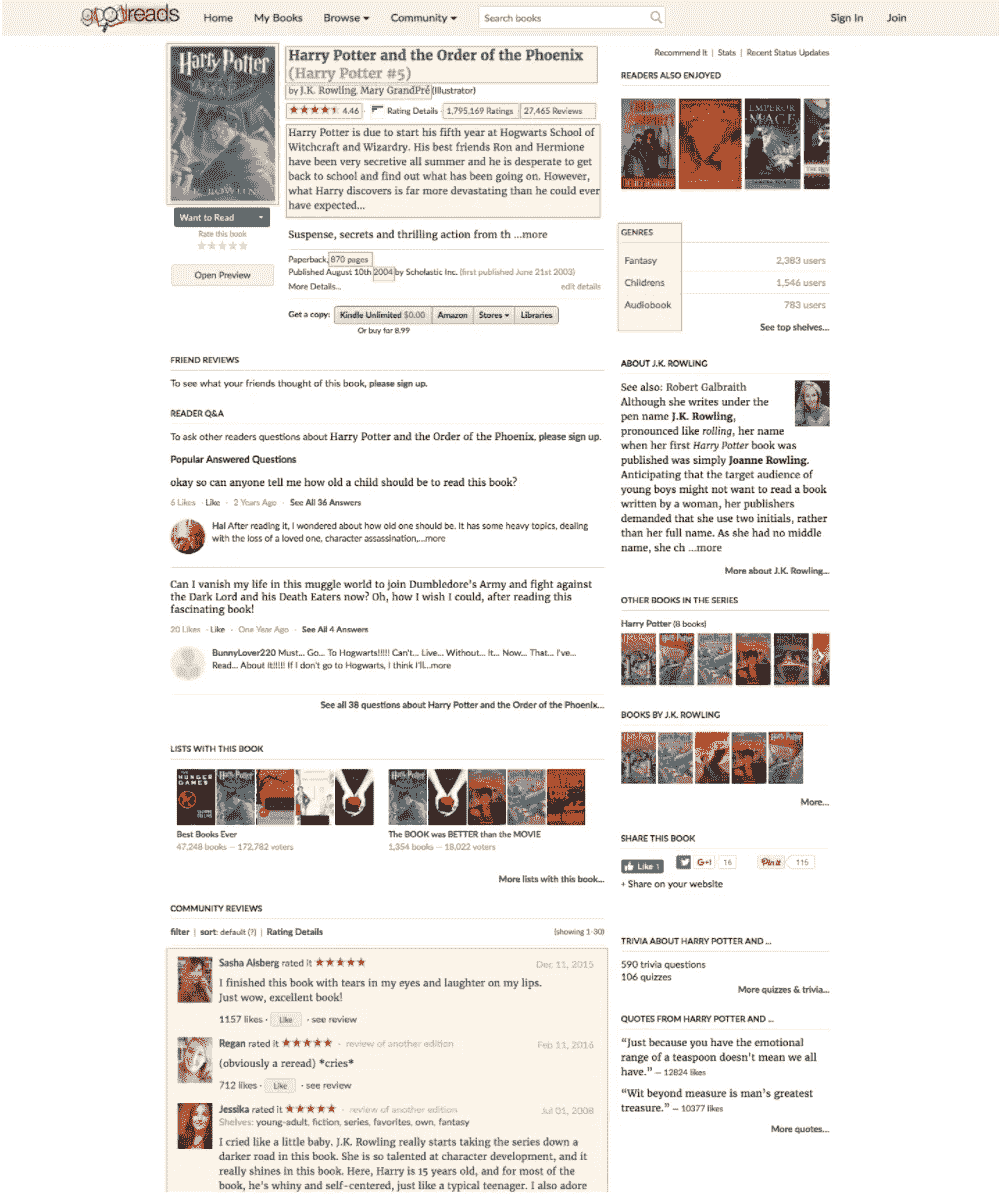 goodreads
Home My Books Browse ▾ Community ▾ Search books Sign In Join
Harry Potter and the Order of the Phoenix
(Harry Potter #5)
by J.K. Rowling, Mary GrandPré (Illustrator)
★★★★★ 4.46 · Rating Details · 1,795,169 Ratings · 27,465 Reviews
Harry Potter is due to start his fifth year at Hogwarts School of
Witchcraft and Wizardry. His best friends Ron and Hermione
have been very secretive all summer and he is desperate to get
back to school and find out what has been going on. However,
what Harry discovers is far more devastating than he could ever
have expected...
Suspense, secrets and thrilling action from th ...more
Paperback, 870 pages
Published August 10th 2004 by Scholastic Inc. (first published June 21st 2003)
More Details... edit details
Get a copy: Kindle Unlimited $0.00 Amazon Stores ▾ Libraries
Or buy for 8.99
Harry Potter
Want to Read
Rate this book
Open Preview
FRIEND REVIEWS
To see what your friends thought of this book, please sign up.
READER Q&A
To ask other readers questions about Harry Potter and the Order of the Phoenix, please sign up.
Popular Answered Questions
okay so can anyone tell me how old a child should be to read this book?
6 Likes · Like · 2 Years Ago · See All 36 Answers
Hal After reading it, I wondered about how old one should be. It has some heavy topics, dealing
with the loss of a loved one, character assassination,...more
Can I vanish my life in this muggle world to join Dumbledore's Army and fight against
the Dark Lord and his Death Eaters now? Oh, how I wish I could, after reading this
fascinating book!
20 Likes · Like · One Year Ago · See All 4 Answers
BunnyLover220 Must... Go... To Hogwarts!!!!! Can't... Live... Without... It... Now... That... I've...
Read... About it!!!!! If I don't go to Hogwarts, I think I'll...more
See all 38 questions about Harry Potter and the Order of the Phoenix...
LISTS WITH THIS BOOK
THE HUNGER GAMES
Best Books Ever
47,248 books — 172,782 voters
The BOOK was BETTER than the MOVIE
1,354 books — 18,022 voters
More lists with this book...
COMMUNITY REVIEWS
filter | sort: default (?) | Rating Details (showing 1-30)
Sasha Alsberg rated it ★★★★★ Dec 11, 2015
I finished this book with tears in my eyes and laughter on my lips.
Just wow, excellent book!
1157 likes · Like · see review
Regan rated it ★★★★★ · review of another edition Feb 11, 2016
(obviously a reread) *cries*
712 likes · Like · see review
Jessika rated it ★★★★★ · review of another edition Jul 01, 2008
Shelves: young-adult, fiction, series, favorites, own, fantasy
I cried like a little baby. J.K. Rowling really starts taking the series down a
darker road in this book. She is so talented at character development, and it
really shines in this book. Here, Harry is 15 years old, and for most of the
book, he's whiny and self-centered, just like a typical teenager. I also adore
Recommend It | Stats | Recent Status Updates
READERS ALSO ENJOYED
EMPEROR MAGE
GENRES
Fantasy 2,383 users
Childrens 1,546 users
Audiobook 783 users
See top shelves...
ABOUT J.K. ROWLING
See also: Robert Galbraith
Although she writes under the
pen name J.K. Rowling,
pronounced like rolling, her name
when her first Harry Potter book was
published was simply Joanne Rowling.
Anticipating that the target audience of
young boys might not want to read a book
written by a woman, her publishers
demanded that she use two initials, rather
than her full name. As she had no middle
name, she ch ...more
More about J.K. Rowling...
OTHER BOOKS IN THE SERIES
Harry Potter (8 books)
BOOKS BY J.K. ROWLING
More...
SHARE THIS BOOK
Like 1 G+1 16 Pin it 115
+ Share on your website
TRIVIA ABOUT HARRY POTTER AND ...
590 trivia questions
106 quizzes
More quizzes & trivia...
QUOTES FROM HARRY POTTER AND ...
“Just because you have the emotional
range of a teaspoon doesn't mean we all
have.” — 12824 likes
“Wit beyond measure is man's greatest
treasure.” — 10377 likes
More quotes...